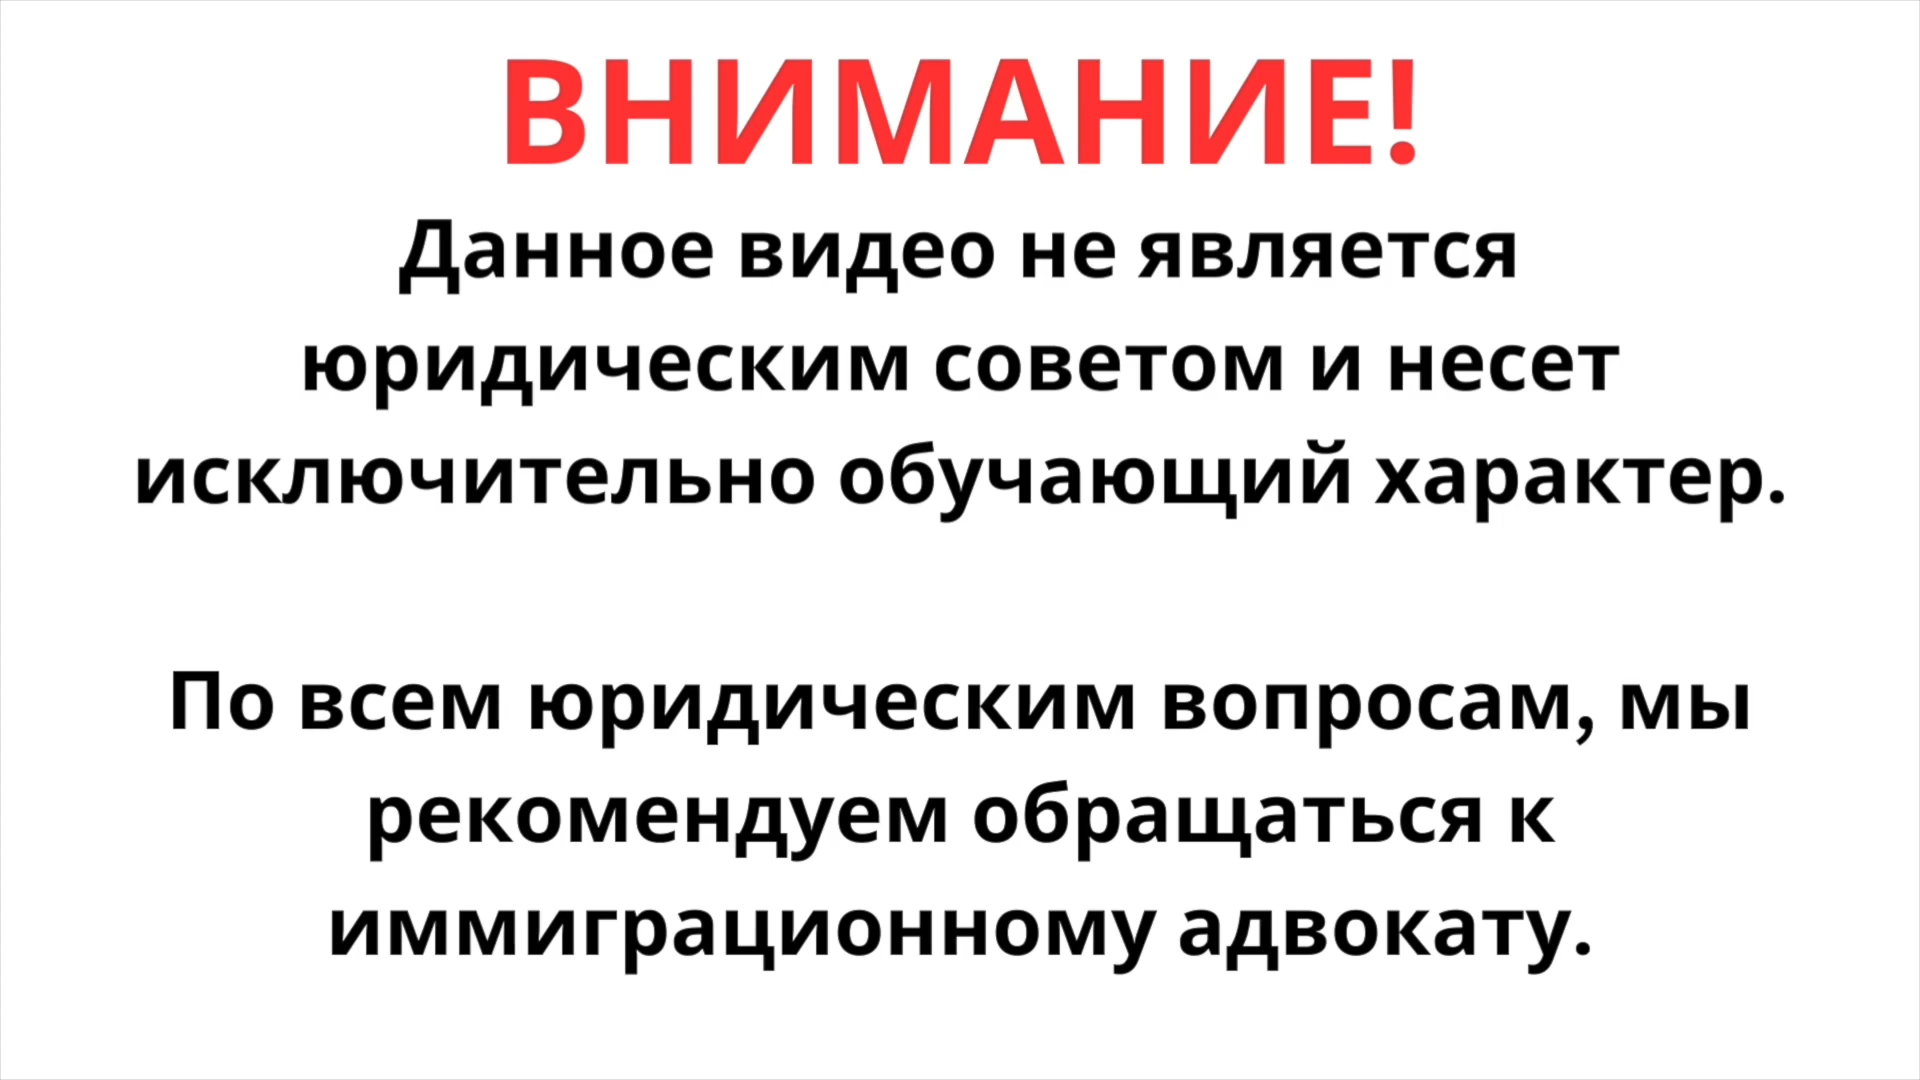 ВНИМАНИЕ!
Данное видео не является
юридическим советом и несет
исключительно обучающий характер.
По всем юридическим вопросам, мы
рекомендуем обращаться к
иммиграционному адвокату.